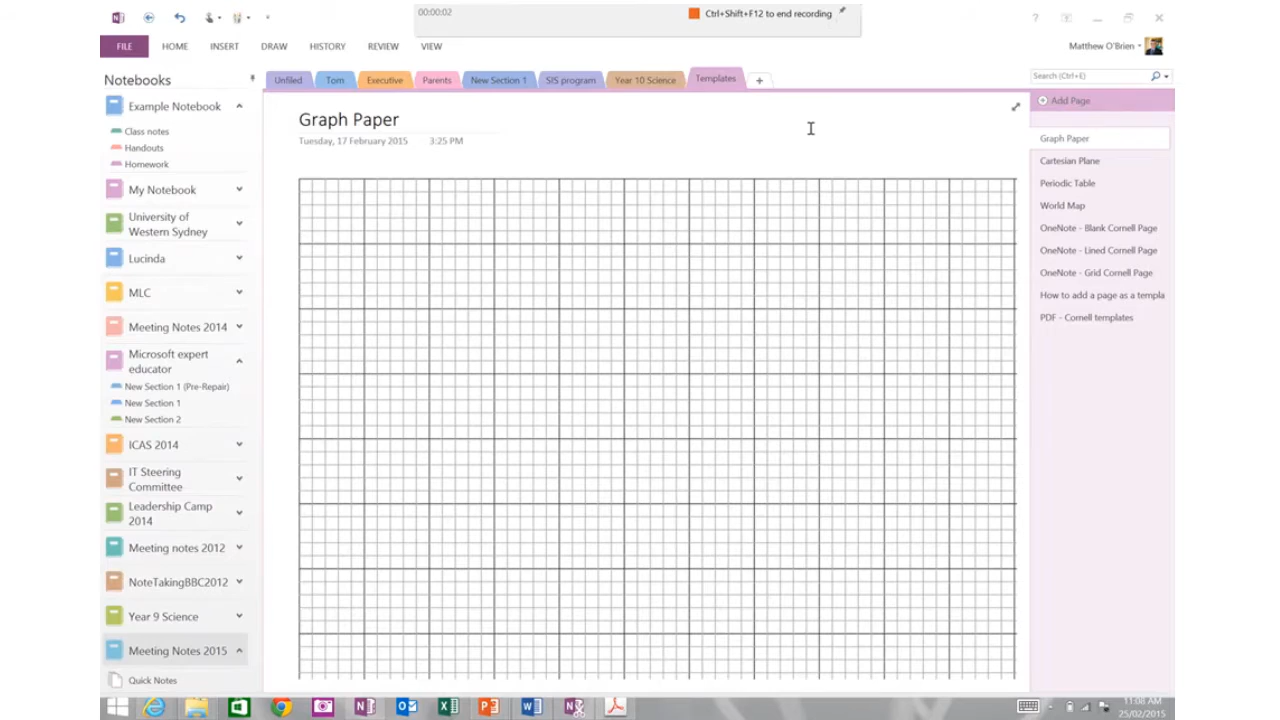 00:00:02
Ctrl+Shift+F12 to end recording
?
FILE
HOME
INSERT
DRAW
HISTORY
REVIEW
VIEW
Matthew O'Brien
Notebooks
Unfiled
Tom
Executive
Parents
New Section 1
SIS program
Year 10 Science
Templates
+
Search (Ctrl+E)
Example Notebook
Class notes
Handouts
Homework
My Notebook
University of
Western Sydney
Lucinda
MLC
Meeting Notes 2014
Microsoft expert
educator
New Section 1 (Pre-Repair)
New Section 1
New Section 2
ICAS 2014
IT Steering
Committee
Leadership Camp
2014
Meeting notes 2012
NoteTakingBBC2012
Year 9 Science
Meeting Notes 2015
Quick Notes
Graph Paper
Tuesday, 17 February 2015 3:25 PM
Add Page
Graph Paper
Cartesian Plane
Periodic Table
World Map
OneNote - Blank Cornell Page
OneNote - Lined Cornell Page
OneNote - Grid Cornell Page
How to add a page as a templa
PDF - Cornell templates
11:08 AM
25/02/2015